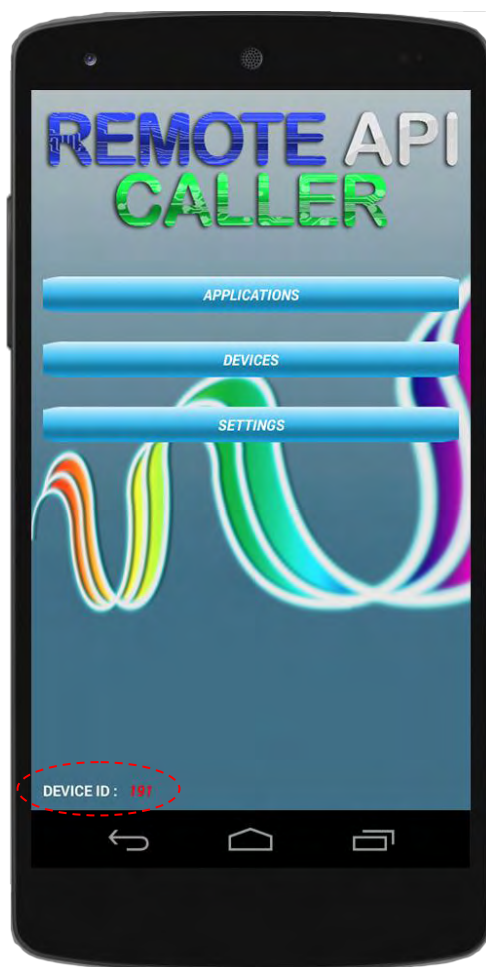 REMOTE API
CALLER
APPLICATIONS
DEVICES
SETTINGS
DEVICE ID : 191